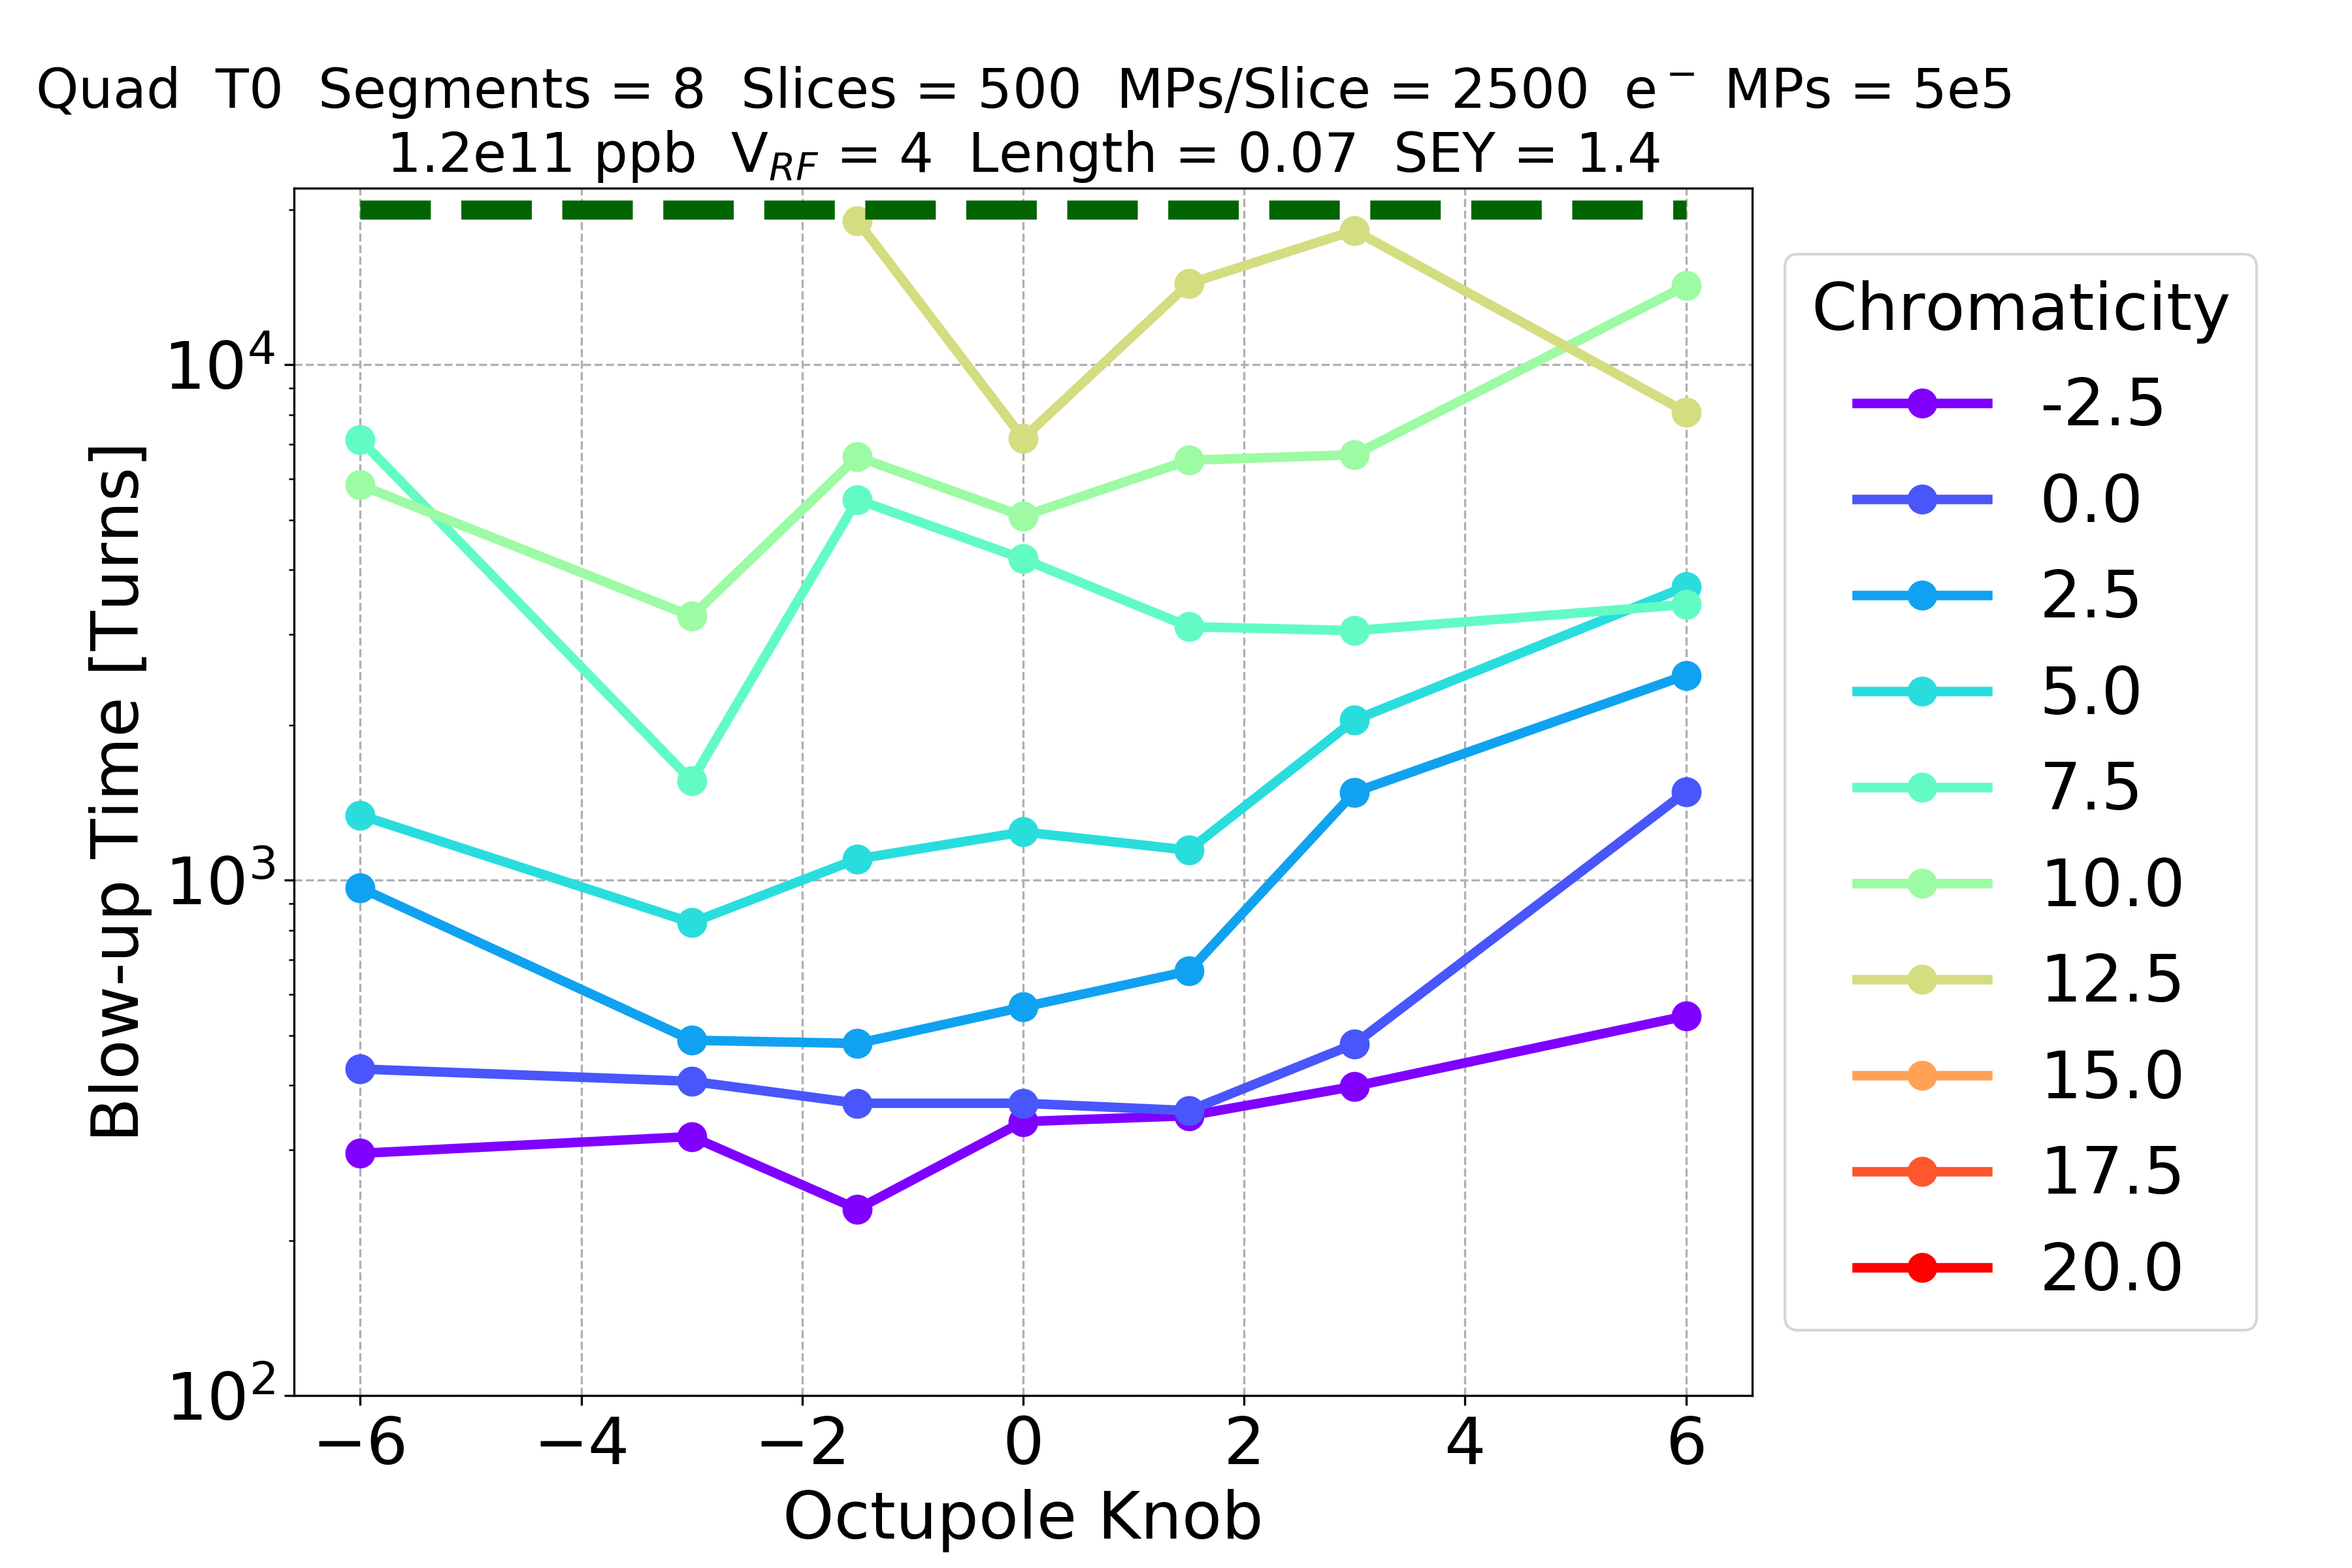 Quad T0 Segments = 8 Slices = 500 MPs/Slice = 2500 e⁻ MPs = 5e5
1.2e11 ppb V_RF = 4 Length = 0.07 SEY = 1.4
Blow-up Time [Turns]
10⁴
10³
10²
−6 −4 −2 0 2 4 6
Octupole Knob
Chromaticity
-2.5
0.0
2.5
5.0
7.5
10.0
12.5
15.0
17.5
20.0